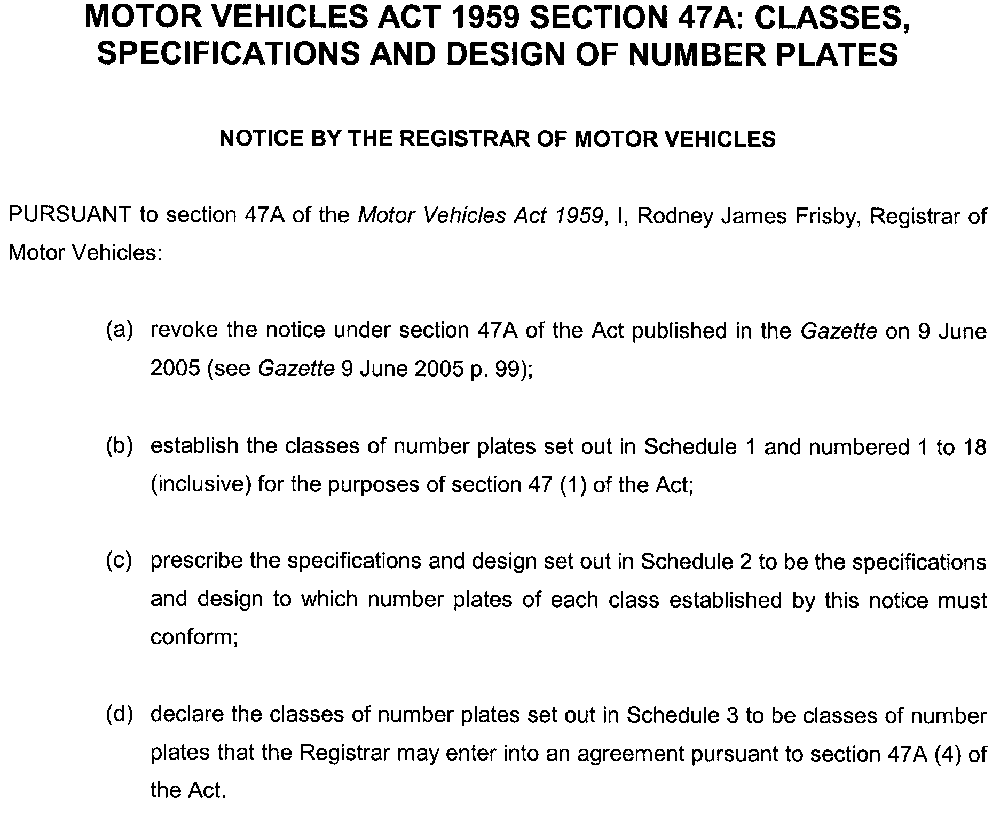 MOTOR VEHICLES ACT 1959 SECTION 47A: CLASSES,
SPECIFICATIONS AND DESIGN OF NUMBER PLATES
NOTICE BY THE REGISTRAR OF MOTOR VEHICLES
PURSUANT to section 47A of the Motor Vehicles Act 1959, I, Rodney James Frisby, Registrar of
Motor Vehicles:
(a) revoke the notice under section 47A of the Act published in the Gazette on 9 June
2005 (see Gazette 9 June 2005 p. 99);
(b) establish the classes of number plates set out in Schedule 1 and numbered 1 to 18
(inclusive) for the purposes of section 47 (1) of the Act;
(c) prescribe the specifications and design set out in Schedule 2 to be the specifications
and design to which number plates of each class established by this notice must
conform;
(d) declare the classes of number plates set out in Schedule 3 to be classes of number
plates that the Registrar may enter into an agreement pursuant to section 47A (4) of
the Act.